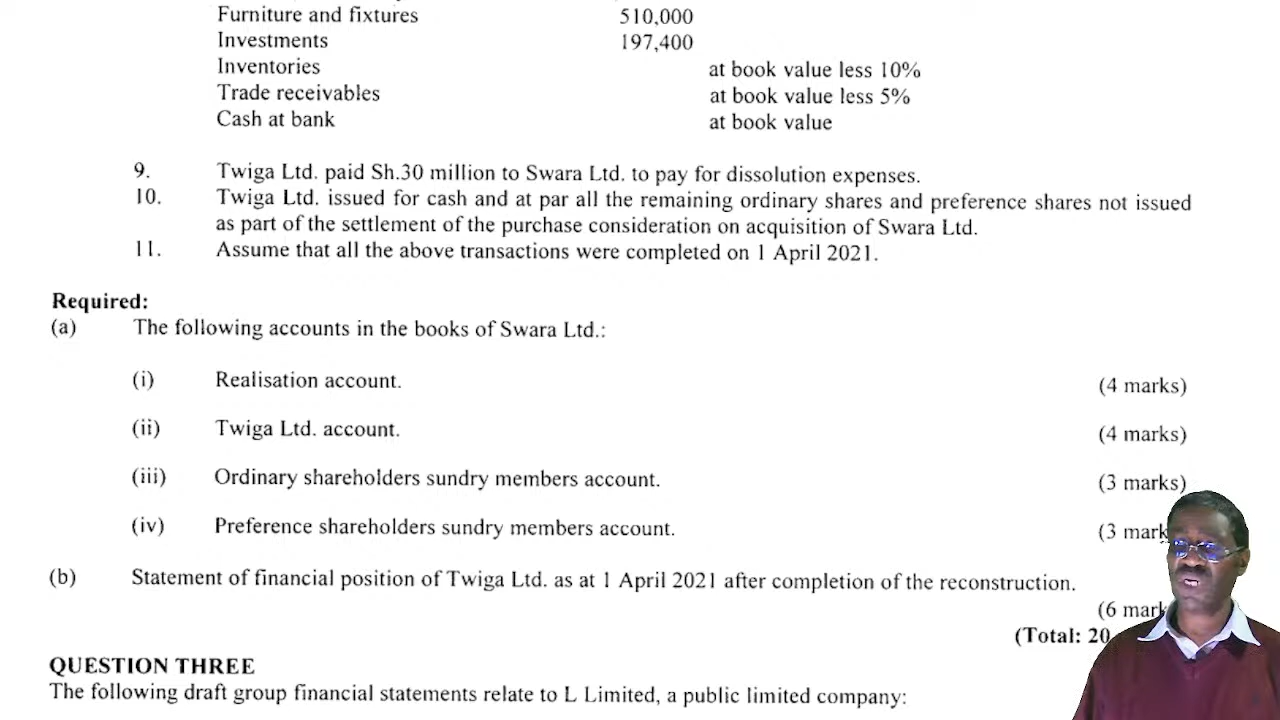 Furniture and fixtures 510,000
Investments 197,400
Inventories at book value less 10%
Trade receivables at book value less 5%
Cash at bank at book value
9. Twiga Ltd. paid Sh.30 million to Swara Ltd. to pay for dissolution expenses.
10. Twiga Ltd. issued for cash and at par all the remaining ordinary shares and preference shares not issued
as part of the settlement of the purchase consideration on acquisition of Swara Ltd.
11. Assume that all the above transactions were completed on 1 April 2021.
Required:
(a) The following accounts in the books of Swara Ltd.:
(i) Realisation account. (4 marks)
(ii) Twiga Ltd. account. (4 marks)
(iii) Ordinary shareholders sundry members account. (3 marks)
(iv) Preference shareholders sundry members account. (3 mark
(b) Statement of financial position of Twiga Ltd. as at 1 April 2021 after completion of the reconstruction.
(6 mark
(Total: 20
QUESTION THREE
The following draft group financial statements relate to L Limited, a public limited company: